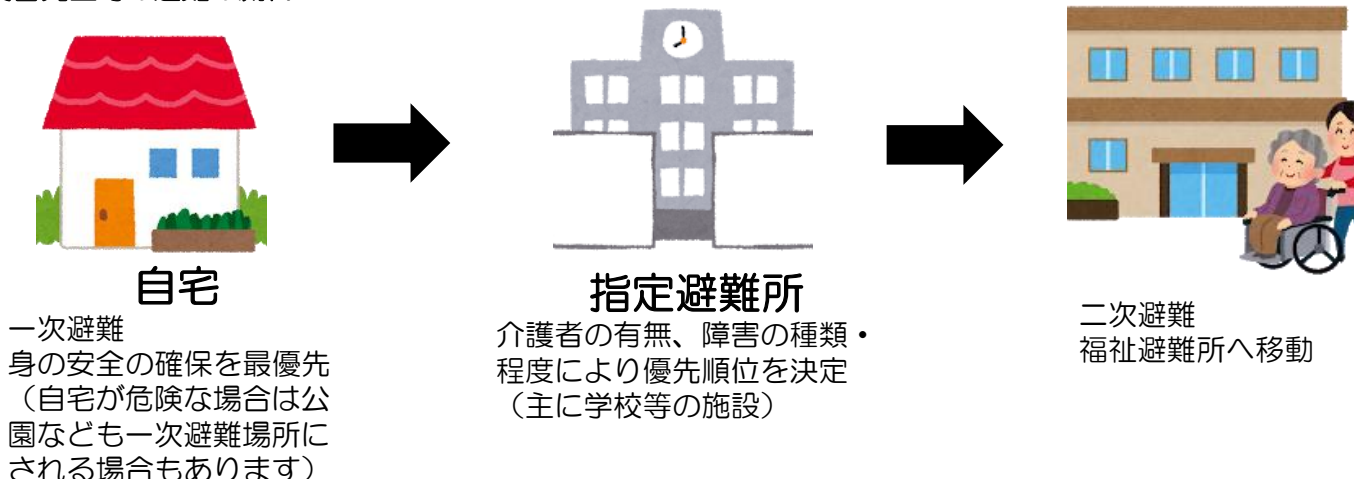 自宅
一次避難
身の安全の確保を最優先
(自宅が危険な場合は公
園なども一次避難場所に
される場合もあります)
指定避難所
介護者の有無、障害の種類・
程度により優先順位を決定
(主に学校等の施設)
二次避難
福祉避難所へ移動